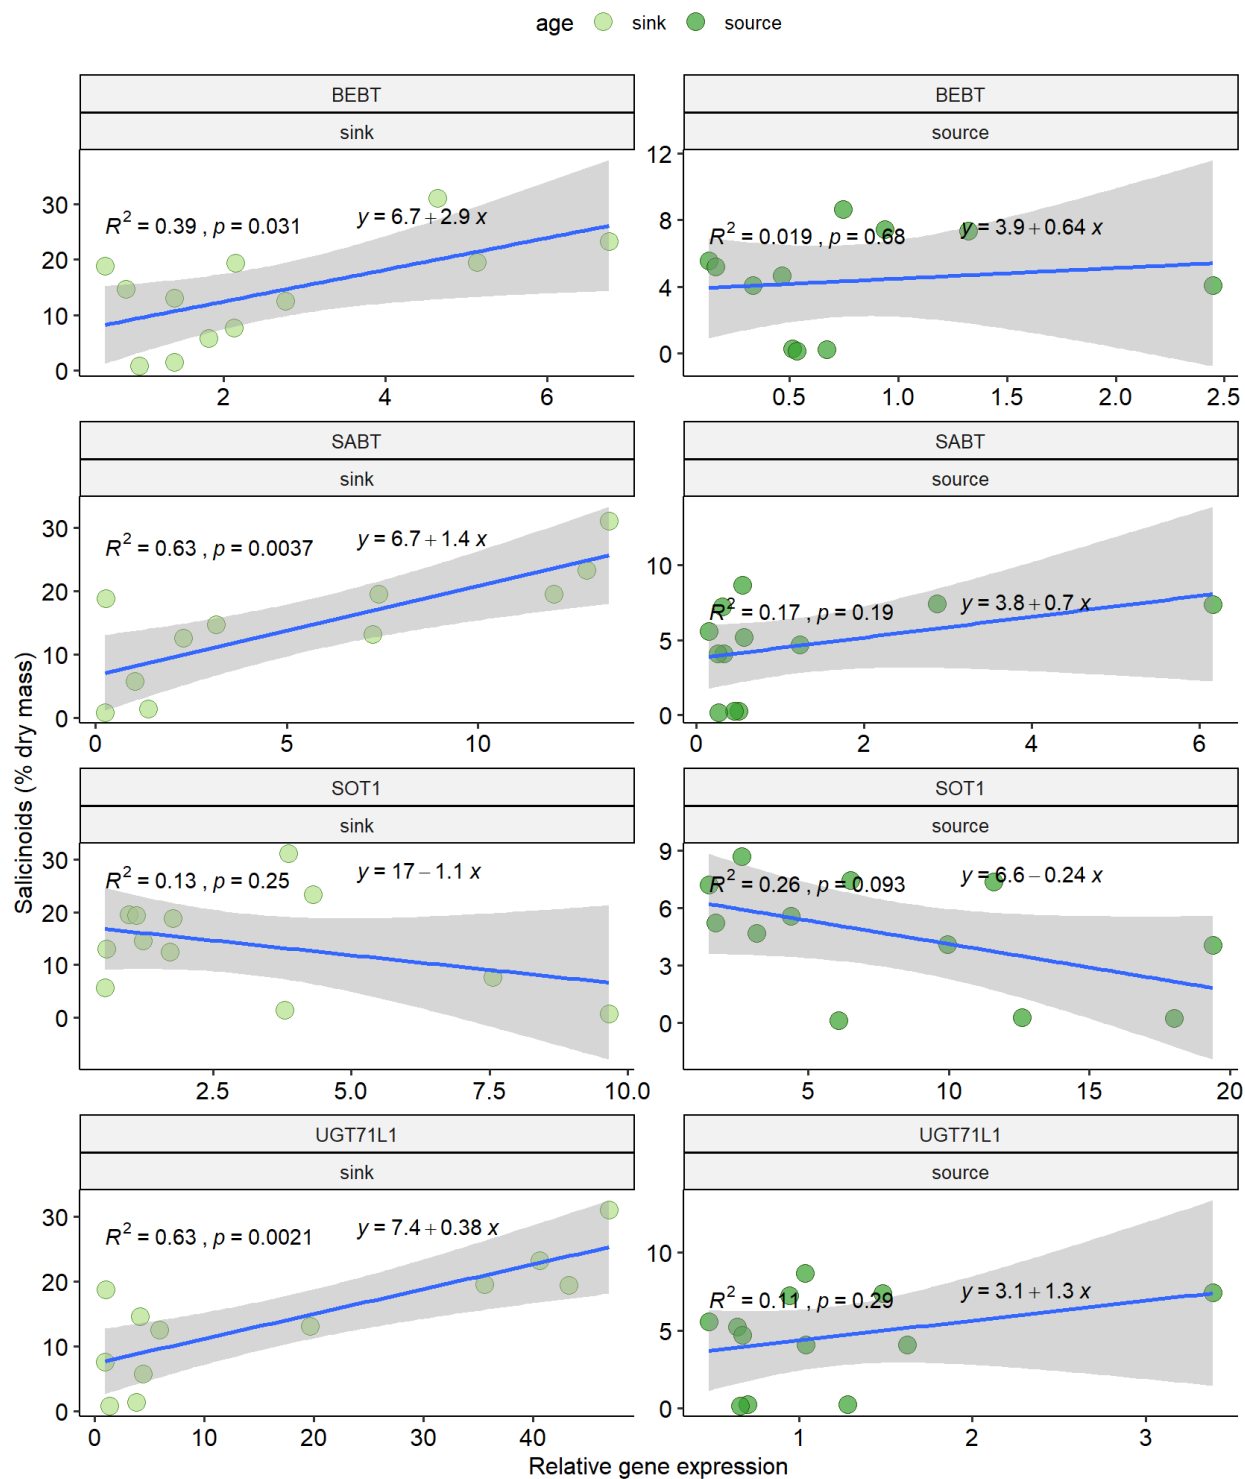 age sink source
BEBT BEBT
sink source
12
30 R² = 0.39 , p = 0.031 y = 6.7 + 2.9 x 8 R² = 0.019 , p = 0.68 y = 3.9 + 0.64 x
20
10 4
0 0
2 4 6 0.5 1.0 1.5 2.0 2.5
SABT SABT
sink source
30 R² = 0.63 , p = 0.0037 y = 6.7 + 1.4 x 10
20 R² = 0.17 , p = 0.19 y = 3.8 + 0.7 x
10 5
0 0
0 5 10 0 2 4 6
Salicinoids (% dry mass)
SOT1 SOT1
sink source
30 R² = 0.13 , p = 0.25 y = 17 − 1.1 x 9 R² = 0.26 , p = 0.093 y = 6.6 − 0.24 x
20 6
10 3
0 0
2.5 5.0 7.5 10.0 5 10 15 20
UGT71L1 UGT71L1
sink source
30 R² = 0.63 , p = 0.0021 y = 7.4 + 0.38 x 10
20 R² = 0.11 , p = 0.29 y = 3.1 + 1.3 x
10 5
0 0
0 10 20 30 40 1 2 3
Relative gene expression